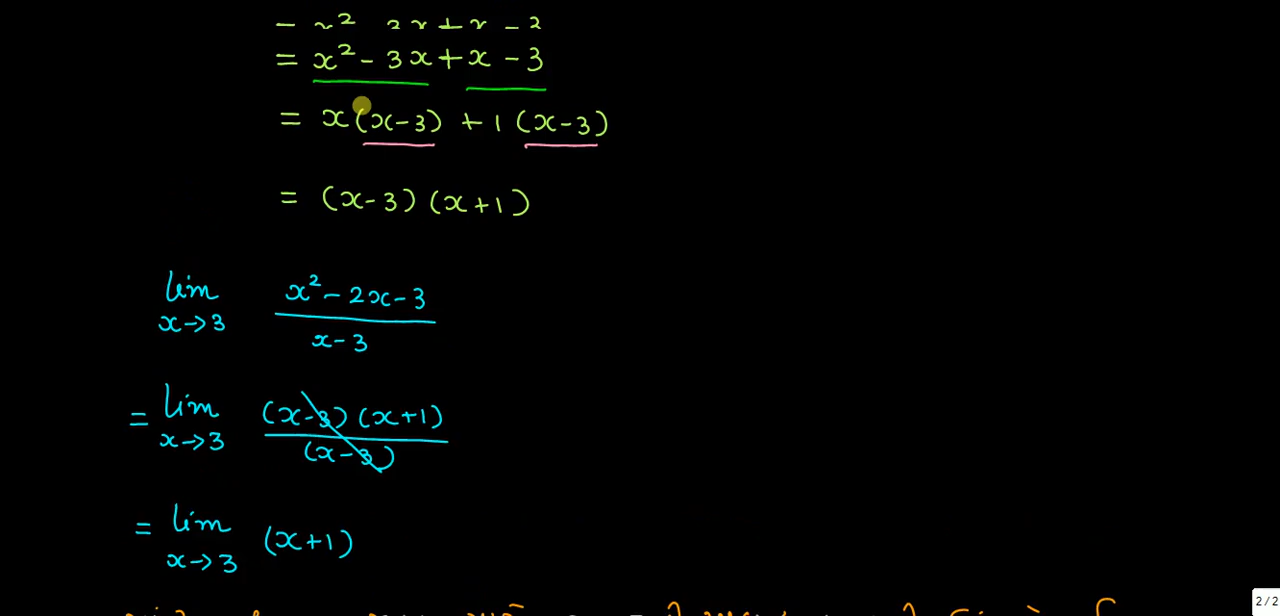 = x² - 3x + x - 3
= x(x-3) + 1(x-3)
= (x-3)(x+1)
lim x→3 (x² - 2x - 3)/(x-3)
= lim x→3 ((x-3)(x+1))/(x-3)
= lim x→3 (x+1)
2/2